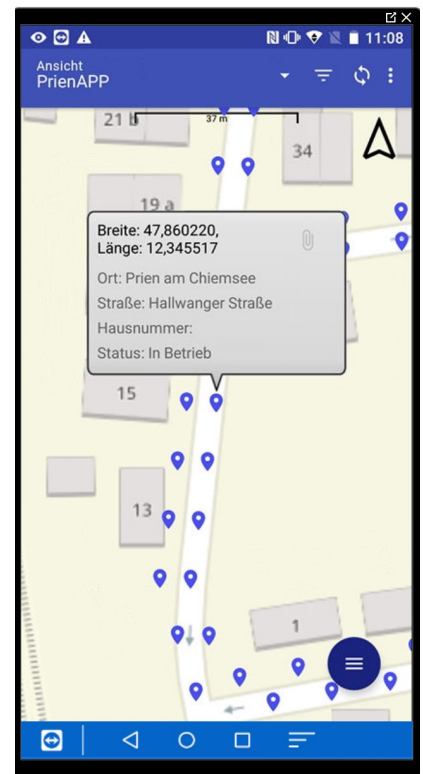 11:08
Ansicht
PrienAPP
37 m
21 b
34
19 a
Breite: 47,860220,
Länge: 12,345517
Ort: Prien am Chiemsee
Straße: Hallwanger Straße
Hausnummer:
Status: In Betrieb
15
13
1